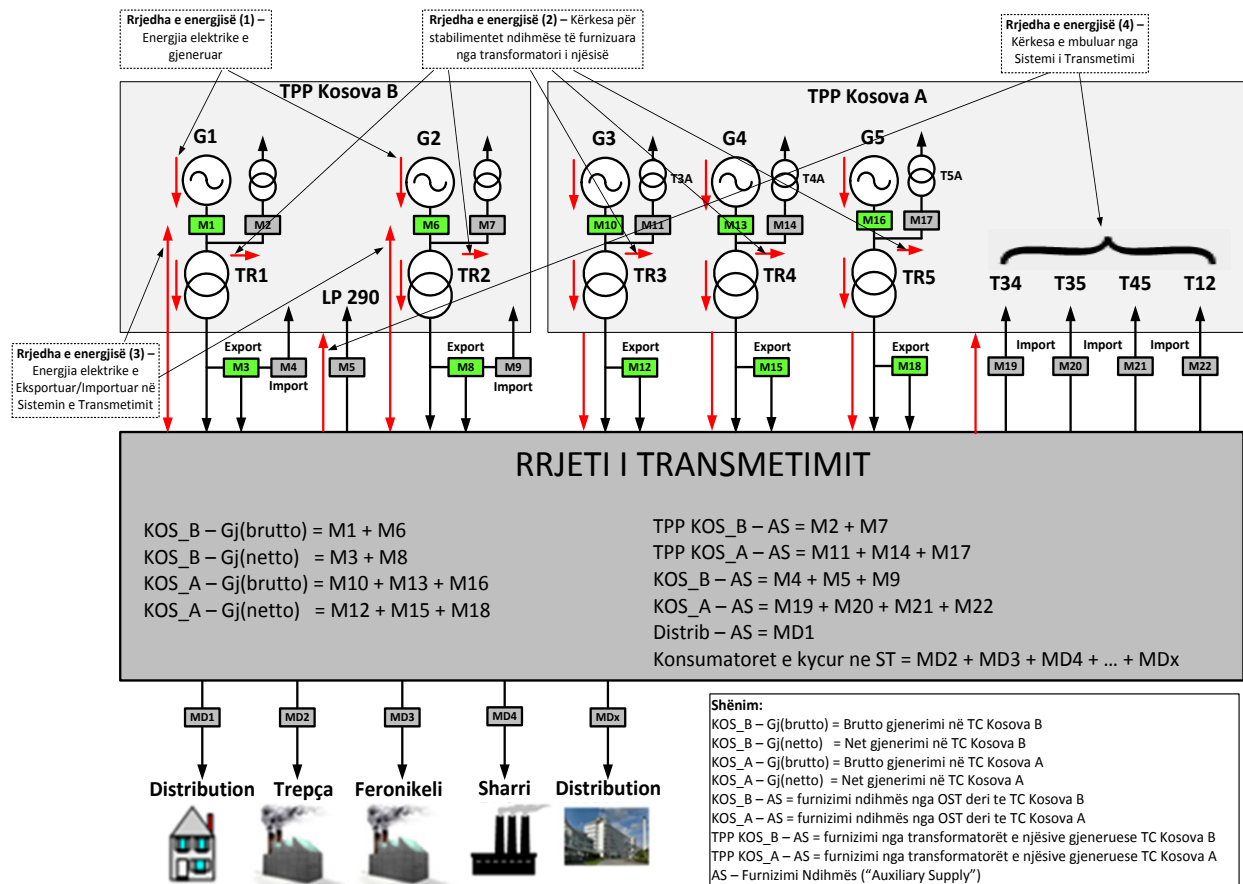 Rrjedha e energjisë (1) –
Energjia elektrike e
gjeneruar
Rrjedha e energjisë (2) – Kërkesa për
stabilimentet ndihmëse të furnizuara
nga transformatori i njësisë
Rrjedha e energjisë (4) –
Kërkesa e mbuluar nga
Sistemi i Transmetimi
TPP Kosova B
TPP Kosova A
G1
G2
G3
G4
G5
T3A
T4A
T5A
M1
M2
M6
M7
M10
M11
M13
M14
M16
M17
TR1
TR2
TR3
TR4
TR5
LP 290
T34
T35
T45
T12
Rrjedha e energjisë (3) –
Energjia elektrike e
Eksportuar/Importuar në
Sistemin e Transmetimit
Export
M3
M4
Import
M5
Export
M8
M9
Import
Export
M12
Export
M15
Export
M18
Import
Import
Import
M19
M20
M21
M22
RRJETI I TRANSMETIMIT
KOS_B – Gj(brutto) = M1 + M6
KOS_B – Gj(netto) = M3 + M8
KOS_A – Gj(brutto) = M10 + M13 + M16
KOS_A – Gj(netto) = M12 + M15 + M18
TPP KOS_B – AS = M2 + M7
TPP KOS_A – AS = M11 + M14 + M17
KOS_B – AS = M4 + M5 + M9
KOS_A – AS = M19 + M20 + M21 + M22
Distrib – AS = MD1
Konsumatoret e kycur ne ST = MD2 + MD3 + MD4 + ... + MDx
MD1
MD2
MD3
MD4
MDx
Distribution
Trepça
Feronikeli
Sharri
Distribution
Shënim:
KOS_B – Gj(brutto) = Brutto gjenerimi në TC Kosova B
KOS_B – Gj(netto) = Net gjenerimi në TC Kosova B
KOS_A – Gj(brutto) = Brutto gjenerimi në TC Kosova A
KOS_A – Gj(netto) = Net gjenerimi në TC Kosova A
KOS_B – AS = furnizimi ndihmës nga OST deri te TC Kosova B
KOS_A – AS = furnizimi ndihmës nga OST deri te TC Kosova A
TPP KOS_B – AS = furnizimi nga transformatorët e njësive gjeneruese TC Kosova B
TPP KOS_A – AS = furnizimi nga transformatorët e njësive gjeneruese TC Kosova A
AS – Furnizimi Ndihmës (“Auxiliary Supply”)